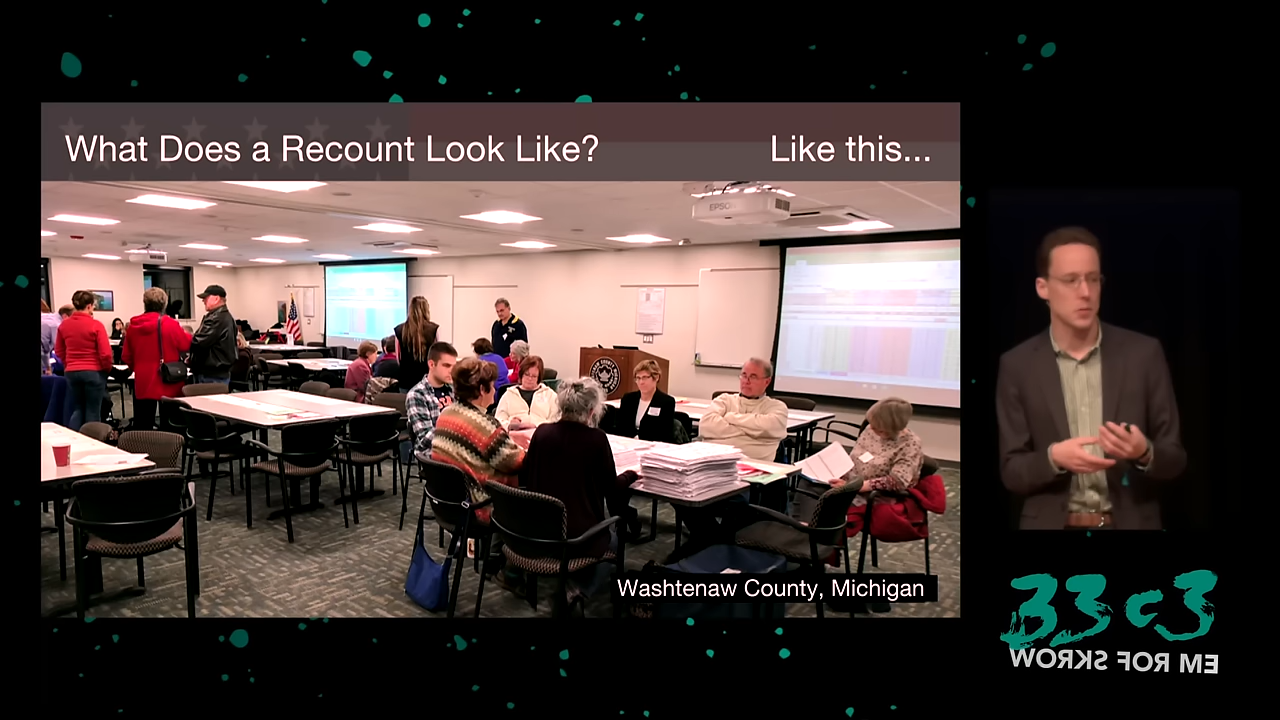 What Does a Recount Look Like?
Like this...
EPSON
Washtenaw County, Michigan
33c3
WORKS FOR ME